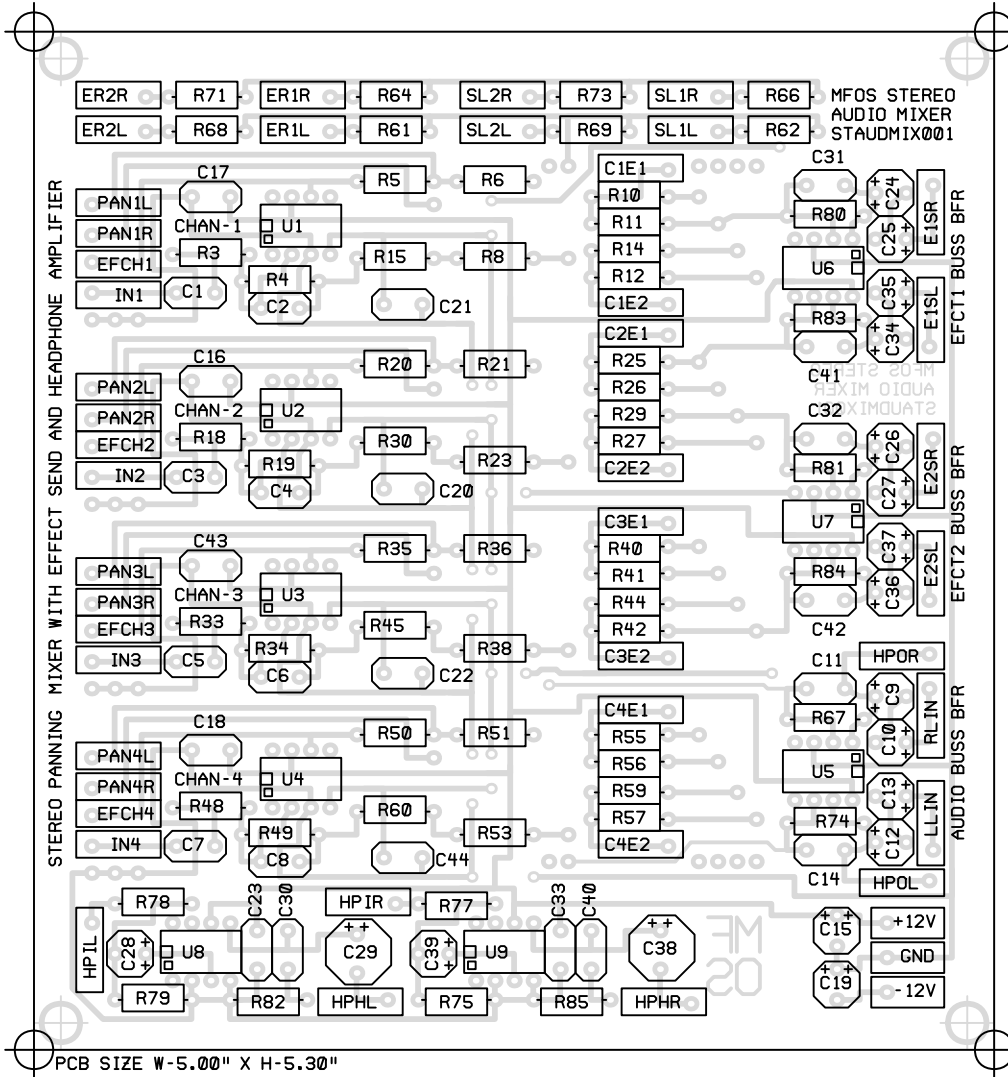 ER2R R71 ER1R R64 SL2R R73 SL1R R66 MFOS STEREO
AUDIO MIXER
ER2L R68 ER1L R61 SL2L R69 SL1L R62 STAUDMIX001
STEREO PANNING MIXER WITH EFFECT SEND AND HEADPHONE AMPLIFIER
C17 R5 R6 C1E1 C31
PAN1L R10 C24
PAN1R CHAN-1 U1 R11 R80 C25 E1SR
EFCH1 R3 R15 R8 R14 U6
IN1 C1 R4 R12 C35
C2 C21 C1E2 R83 C34 E1SL
EFCT1 BUSS BFR
C16 R20 R21 C2E1 C41
R25
PAN2L R26 MFOS STEREO
AUDIO MIXER
STAUDMIX001
PAN2R CHAN-2 U2 R29 C32
EFCH2 R18 R30 R23 R27 R81 C26 E2SR
IN2 C3 R19 C2E2 C27
C4 C20 U7
C43 R35 R36 C3E1 C37
R40
PAN3L R41 R84 C36 E2SL
EFCT2 BUSS BFR
PAN3R CHAN-3 U3 R44 C42
EFCH3 R33 R45 R38 R42
IN3 C5 R34 C3E2 C11 HPOR
C6 C22 C9
C18 R50 R51 C4E1 R67 C10 RLIN
R55
PAN4L R56 U5
AUDIO BUSS BFR
PAN4R CHAN-4 U4 R59 C13
EFCH4 R48 R60 R53 R57 R74 C12 LLIN
IN4 C7 R49 C4E2
C8 C44 C14 HPOL
R78 C23 C30 HPIR R77 C33 C40 C15 +12V
HPIL C28 U8 C29 C39 U9 C38 MF
OS GND
R79 R82 HPHL R75 R85 HPHR C19 -12V
PCB SIZE W-5.00" X H-5.30"